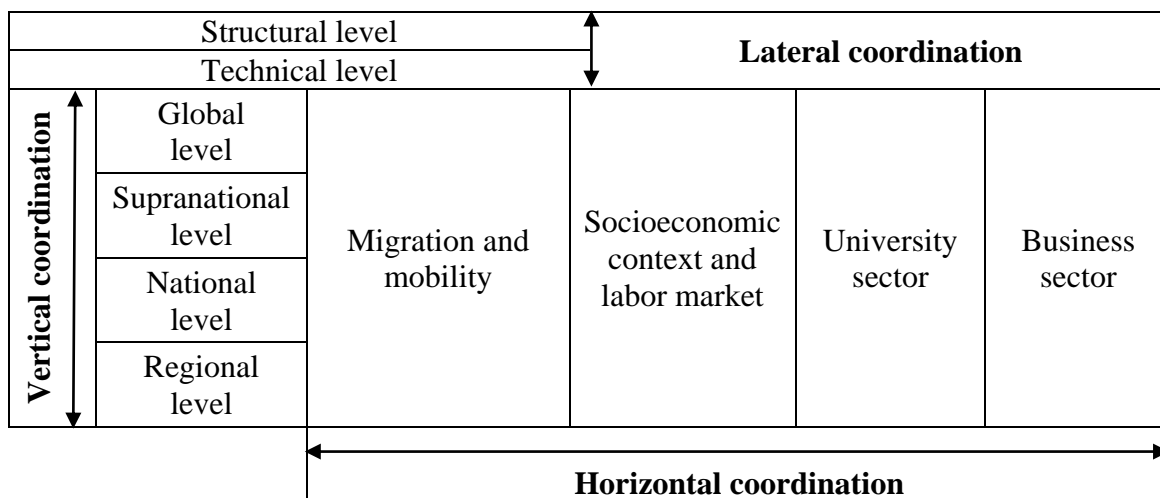 Structural level
Technical level
Lateral coordination
Vertical coordination
Global
level
Supranational
level
National
level
Regional
level
Migration and
mobility
Socioeconomic
context and
labor market
University
sector
Business
sector
Horizontal coordination